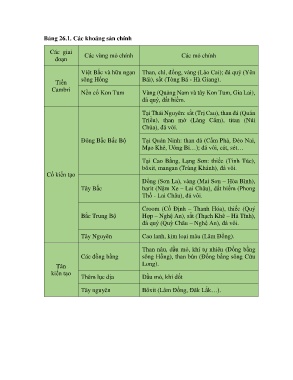 Bảng 26.1. Các khoáng sản chính
Các giai đoạn | Các vùng mỏ chính | Các mỏ chính
Tiền Cambri
Việt Bắc và hữu ngạn sông Hồng
Than, chì, đồng, vàng (Lào Cai); đá quý (Yên Bái); sắt (Tòng Bá - Hà Giang).
Nền cổ Kon Tum
Vàng (Quảng Nam và tây Kon Tum, Gia Lai), đá quý, đất hiếm.
Cổ kiến tạo
Đông Bắc Bắc Bộ
Tại Thái Nguyên: sắt (Trại Cau), than đá (Quán Triều), than mỡ (Làng Cẩm), titan (Núi Chúa), đá vôi.
Tại Quảng Ninh: than đá (Cẩm Phả, Đèo Nai, Mạo Khê, Uông Bí…); đá vôi, cát, sét…
Tại Cao Bằng, Lạng Sơn: thiếc (Tĩnh Túc), bôxit, mangan (Tràng Khánh), đá vôi.
Tây Bắc
Đồng (Sơn La), vàng (Mai Sơn – Hòa Bình), barit (Nậm Xe – Lai Châu), đất hiếm (Phong Thổ - Lai Châu), đá vôi.
Bắc Trung Bộ
Crôm (Cổ Định – Thanh Hóa), thiếc (Quỳ Hợp – Nghệ An), sắt (Thạch Khê – Hà Tĩnh), đá quý (Quỳ Châu – Nghệ An), đá vôi.
Tây Nguyên
Cao lanh, kim loại màu (Lâm Đồng).
Tân kiến tạo
Các đồng bằng
Than nâu, dầu mỏ, khí tự nhiên (Đồng bằng sông Hồng), than bùn (Đồng bằng sông Cửu Long).
Thềm lục địa
Dầu mỏ, khí đốt
Tây nguyên
Bôxit (Lâm Đồng, Đăk Lăk…).